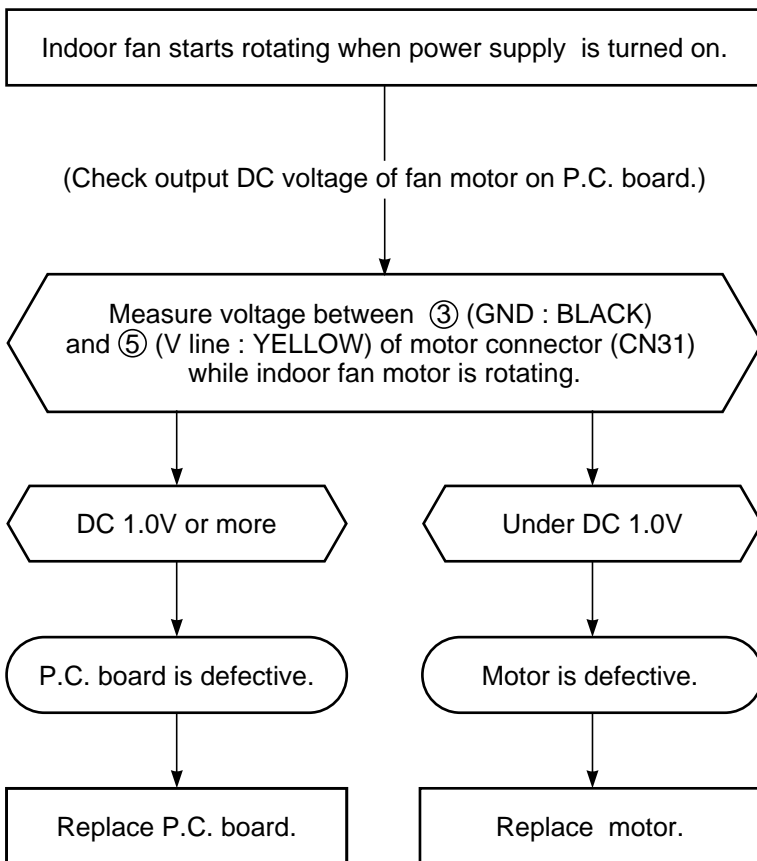 Indoor fan starts rotating when power supply is turned on.
(Check output DC voltage of fan motor on P.C. board.)
Measure voltage between ③ (GND : BLACK)
and ⑤ (V line : YELLOW) of motor connector (CN31)
while indoor fan motor is rotating.
DC 1.0V or more
Under DC 1.0V
P.C. board is defective.
Motor is defective.
Replace P.C. board.
Replace motor.